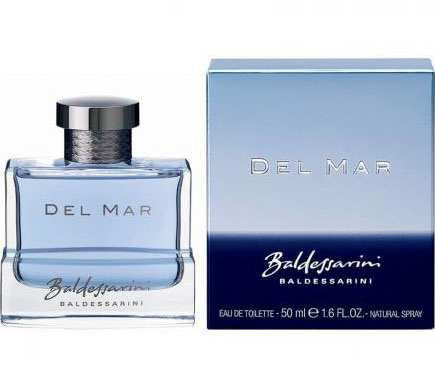 DEL MAR
Baldessarini
BALDESSARINI
DEL MAR
Baldessarini
BALDESSARINI
EAU DE TOILETTE - 50 ml e 1.6 FL.OZ. - NATURAL SPRAY